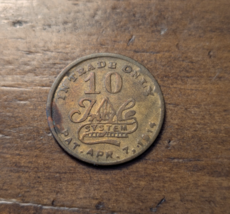 IN TRADE ONLY
10
SYSTEM
PAT. APR. 7, 1914